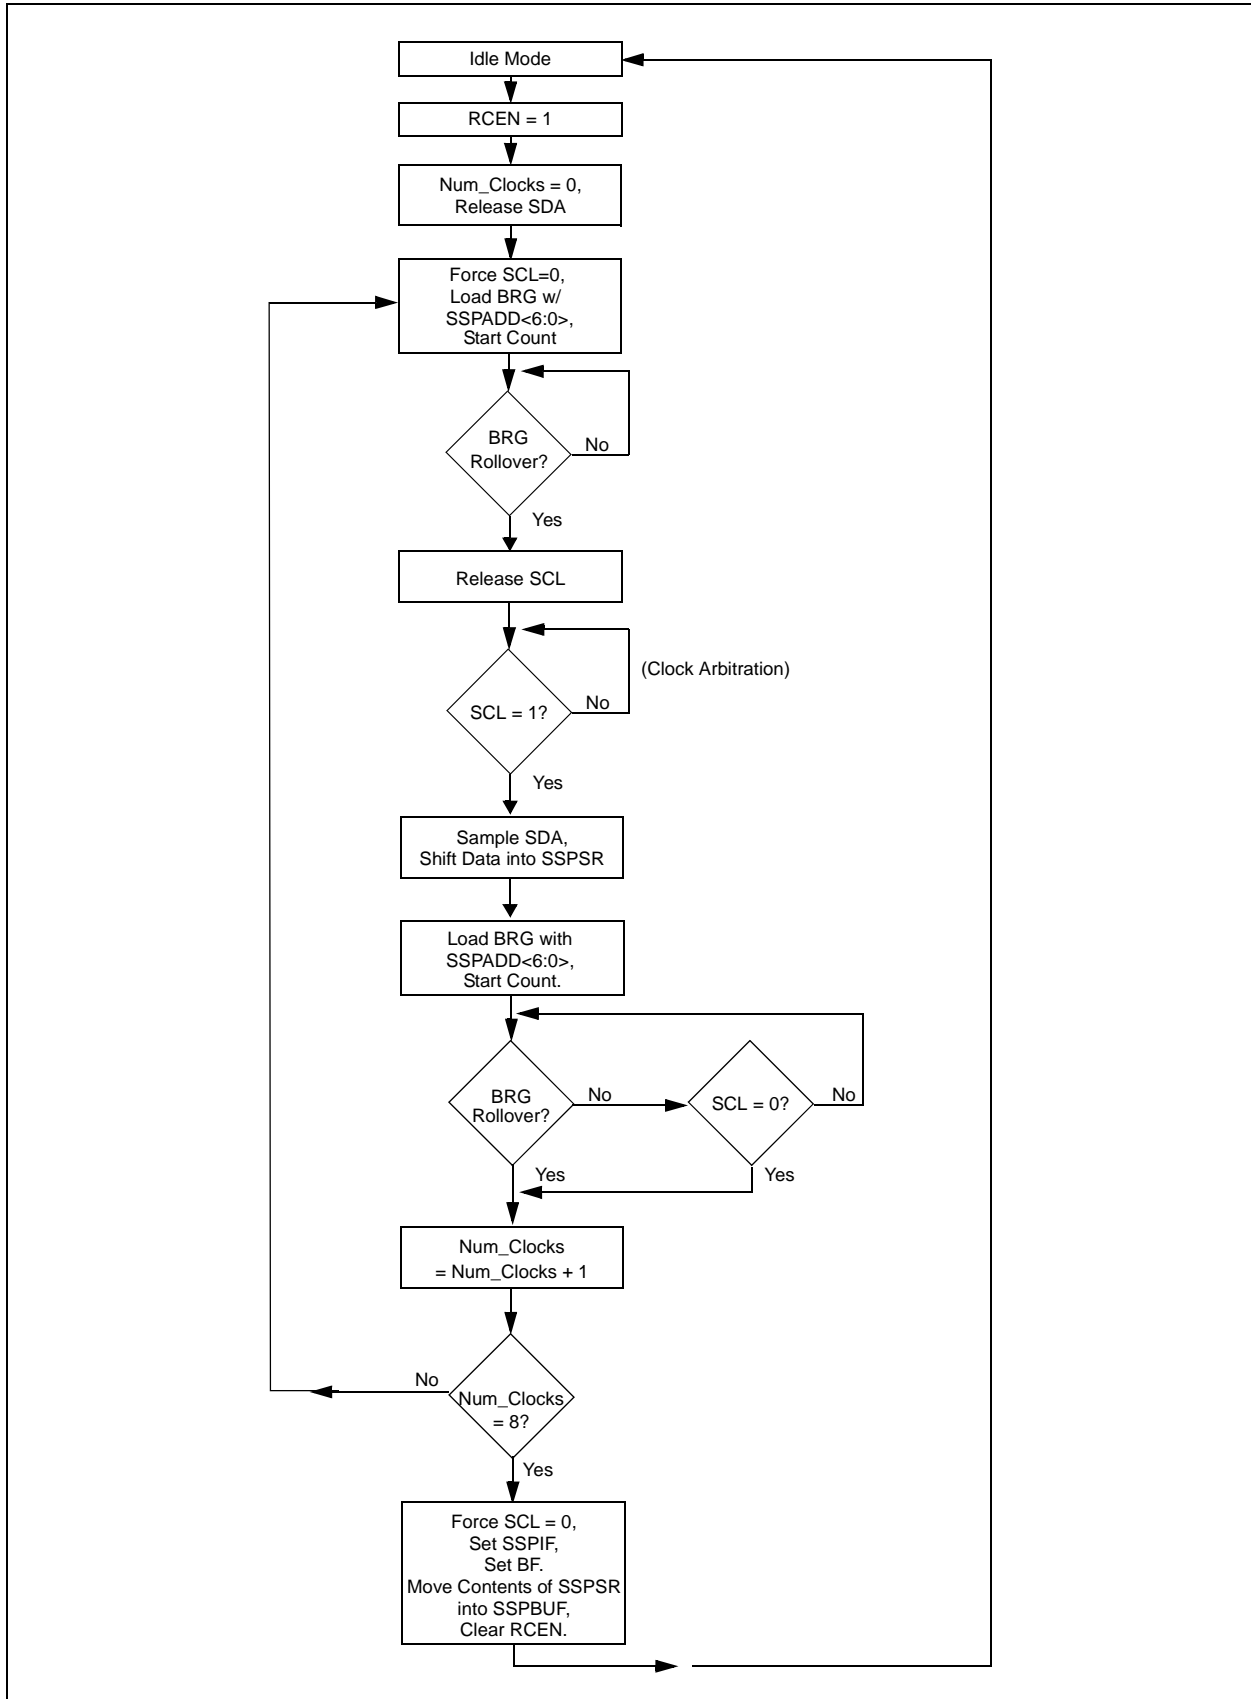 Idle Mode
RCEN = 1
Num_Clocks = 0,
Release SDA
Force SCL=0,
Load BRG w/
SSPADD<6:0>,
Start Count
BRG
Rollover?
No
Yes
Release SCL
(Clock Arbitration)
SCL = 1?
No
Yes
Sample SDA,
Shift Data into SSPSR
Load BRG with
SSPADD<6:0>,
Start Count.
BRG
Rollover?
No
SCL = 0?
No
Yes
Yes
Num_Clocks
= Num_Clocks + 1
No
Num_Clocks
= 8?
Yes
Force SCL = 0,
Set SSPIF,
Set BF.
Move Contents of SSPSR
into SSPBUF,
Clear RCEN.